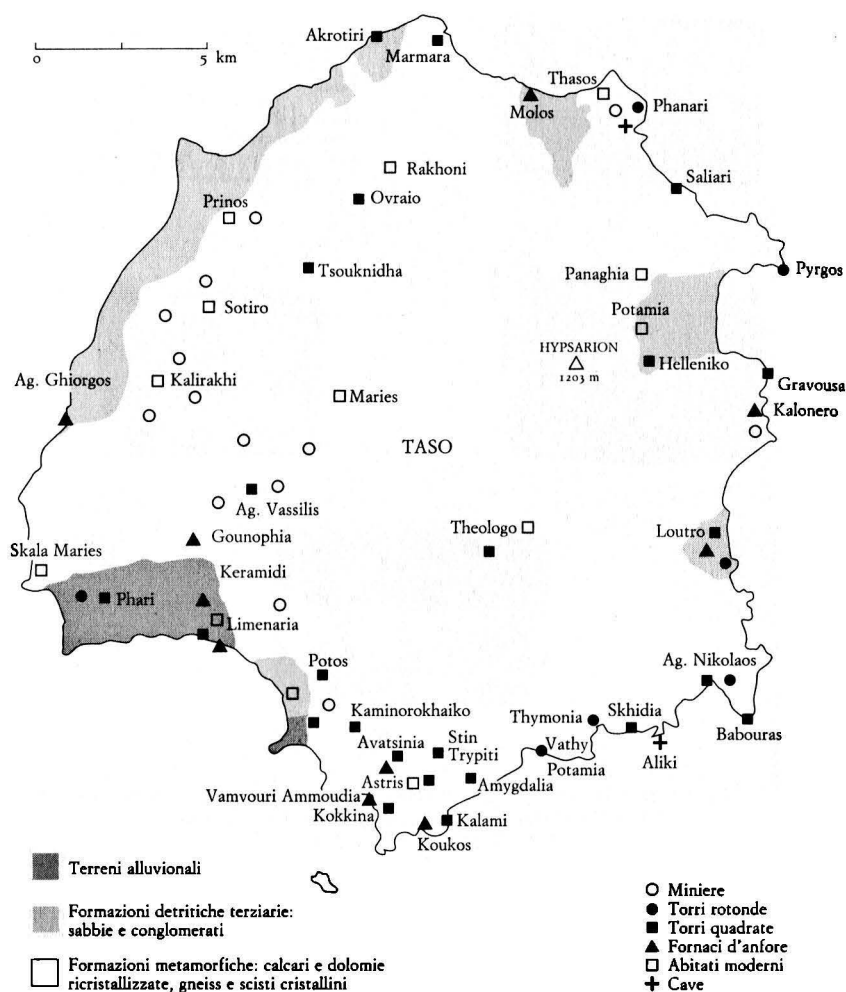 Akrotiri
Marmara
0 5 km
Thasos
Molos
Phanari
Rakhoni
Saliari
Prinos
Ovraio
Tsouknidha
Panaghia
Pyrgos
Sotiro
Potamia
HYPSARION
1203 m
Helleniko
Ag. Ghiorgos
Kalirakhi
Gravousa
Maries
Kalonero
TASO
Ag. Vassilis
Gounophia
Theologo
Loutro
Skala Maries
Keramidi
Phari
Limenaria
Potos
Ag. Nikolaos
Kaminorokhaiko
Thymonia
Skhidia
Avatsinia
Stin
Trypiti
Vathy
Babouras
Potamia
Aliki
Astris
Amygdalia
Vamvouri Ammoudia
Kokkina
Kalami
Koukos
Terreni alluvionali
Formazioni detritiche terziarie:
sabbie e conglomerati
Formazioni metamorfiche: calcari e dolomie
ricristallizzate, gneiss e scisti cristallini
Miniere
Torri rotonde
Torri quadrate
Fornaci d'anfore
Abitati moderni
Cave